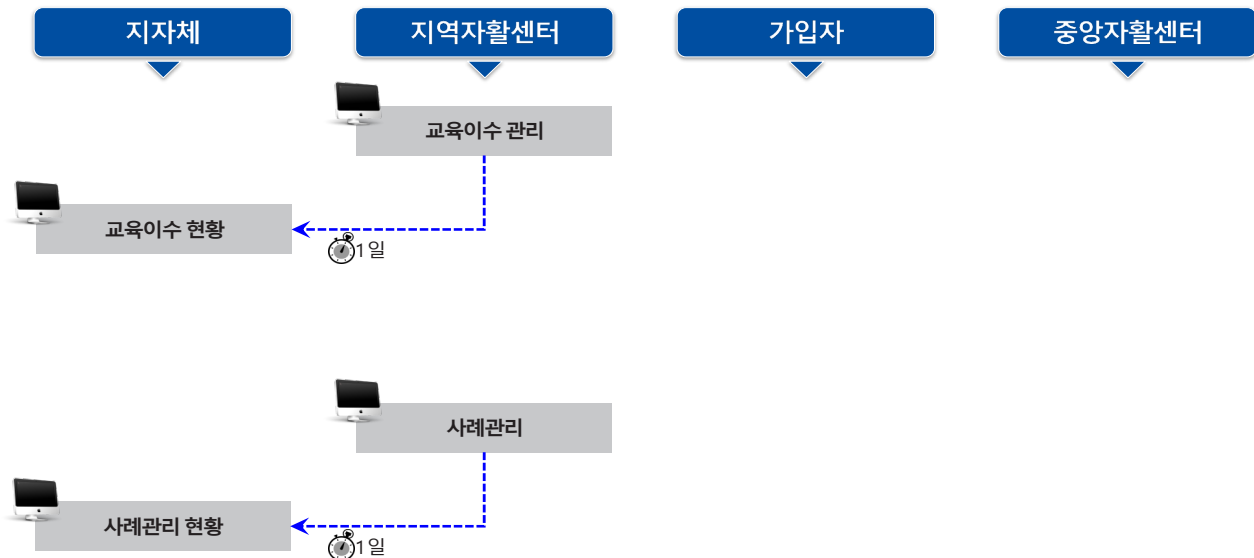 지자체
지역자활센터
가입자
중앙자활센터
교육이수 관리
교육이수 현황
1일
사례관리
사례관리 현황
1일